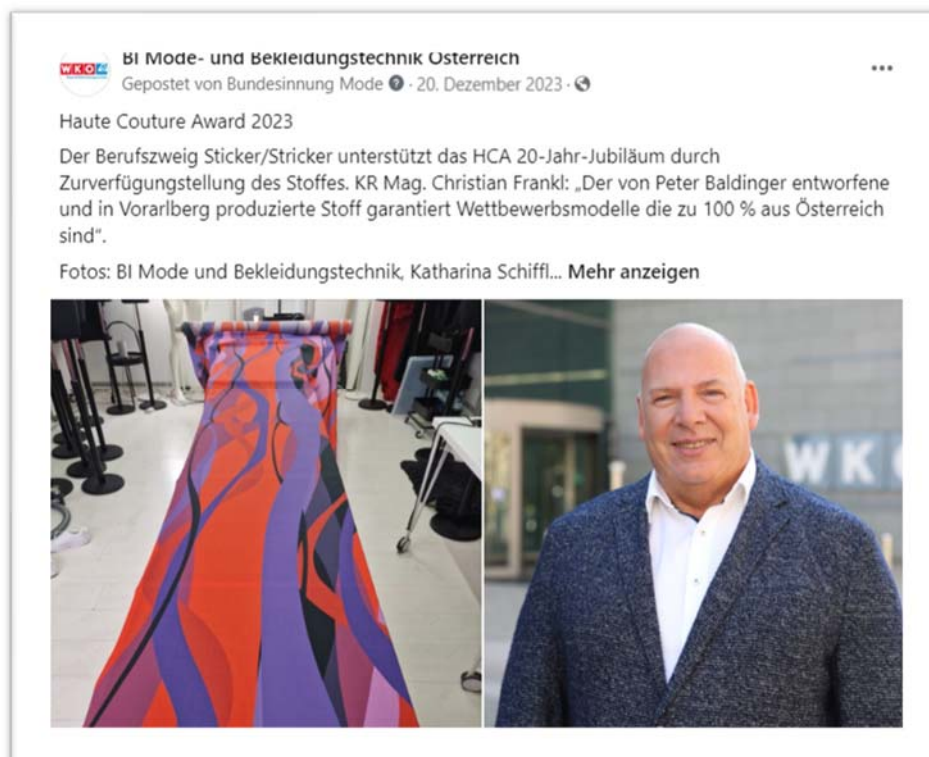 BI Mode- und Bekleidungstechnik Österreich
WKO
Gepostet von Bundesinnung Mode · 20. Dezember 2023 ·
Haute Couture Award 2023
Der Berufszweig Sticker/Stricker unterstützt das HCA 20-Jahr-Jubiläum durch
Zurverfügungstellung des Stoffes. KR Mag. Christian Frankl: „Der von Peter Baldinger entworfene
und in Vorarlberg produzierte Stoff garantiert Wettbewerbsmodelle die zu 100 % aus Österreich
sind“.
Fotos: BI Mode und Bekleidungstechnik, Katharina Schiffl... Mehr anzeigen
WK